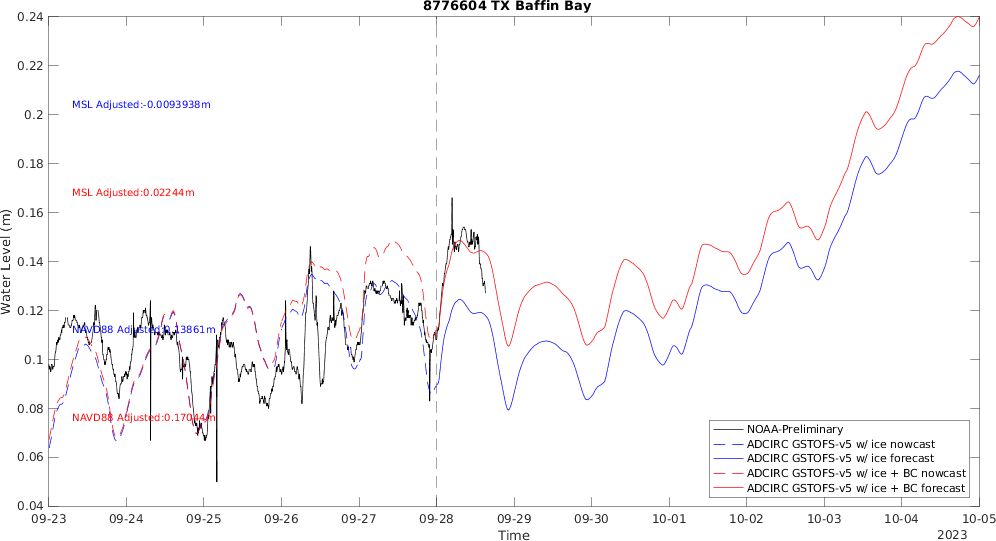 8776604 TX Baffin Bay
Water Level (m)
0.24
0.22
0.2
0.18
0.16
0.14
0.12
0.1
0.08
0.06
0.04
MSL Adjusted:-0.0093938m
MSL Adjusted:0.02244m
NAVD88 Adjusted:0.13861m
NAVD88 Adjusted:0.17044m
NOAA-Preliminary
ADCIRC GSTOFS-v5 w/ ice nowcast
ADCIRC GSTOFS-v5 w/ ice forecast
ADCIRC GSTOFS-v5 w/ ice + BC nowcast
ADCIRC GSTOFS-v5 w/ ice + BC forecast
09-23 09-24 09-25 09-26 09-27 09-28 09-29 09-30 10-01 10-02 10-03 10-04 10-05
Time
2023